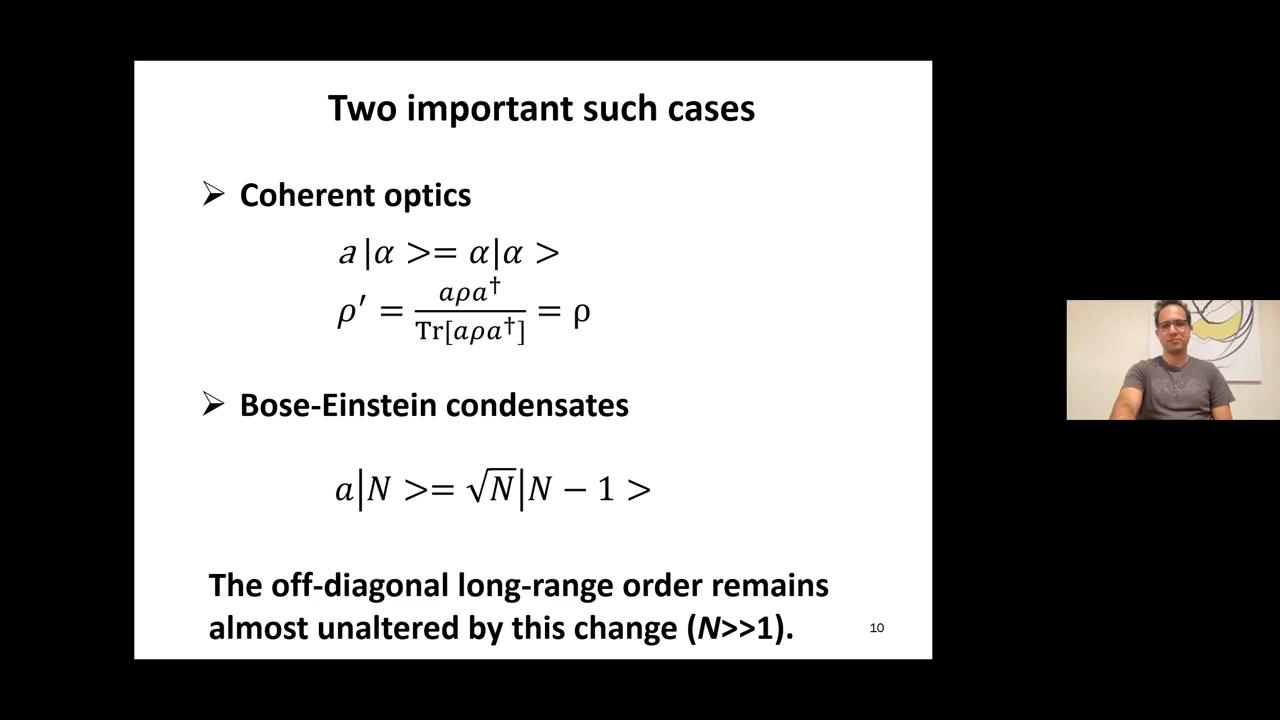 Two important such cases
➢ Coherent optics
a|α >= α|α >
ρ′ = aρa† / Tr[aρa†] = ρ
➢ Bose-Einstein condensates
a|N >= √N|N − 1 >
The off-diagonal long-range order remains
almost unaltered by this change (N>>1).
10